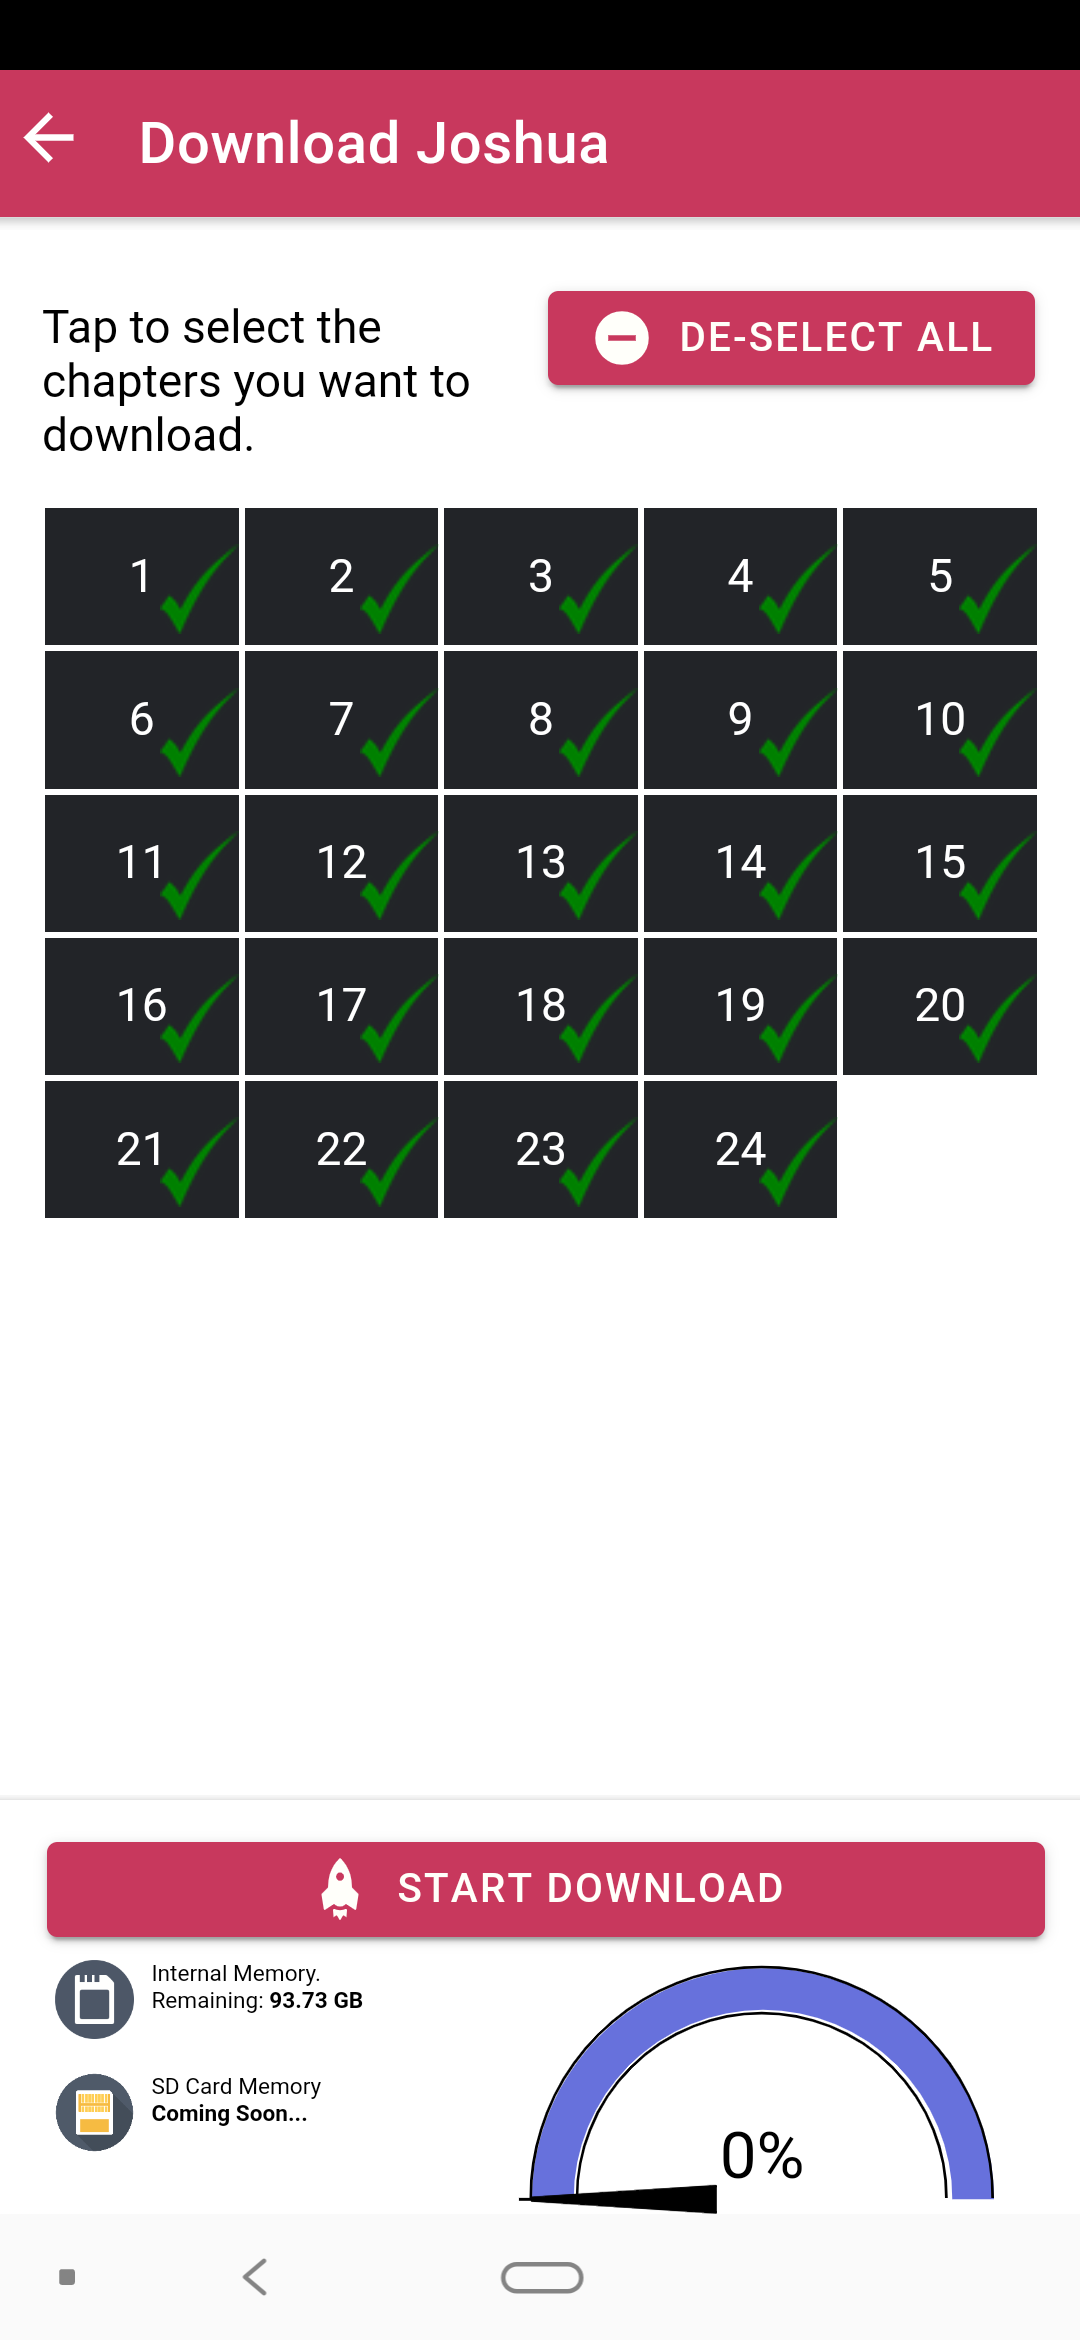 Download Joshua
Tap to select the
chapters you want to
download.
DE-SELECT ALL
1 2 3 4 5
6 7 8 9 10
11 12 13 14 15
16 17 18 19 20
21 22 23 24
START DOWNLOAD
Internal Memory.
Remaining: 93.73 GB
SD Card Memory
Coming Soon...
0%